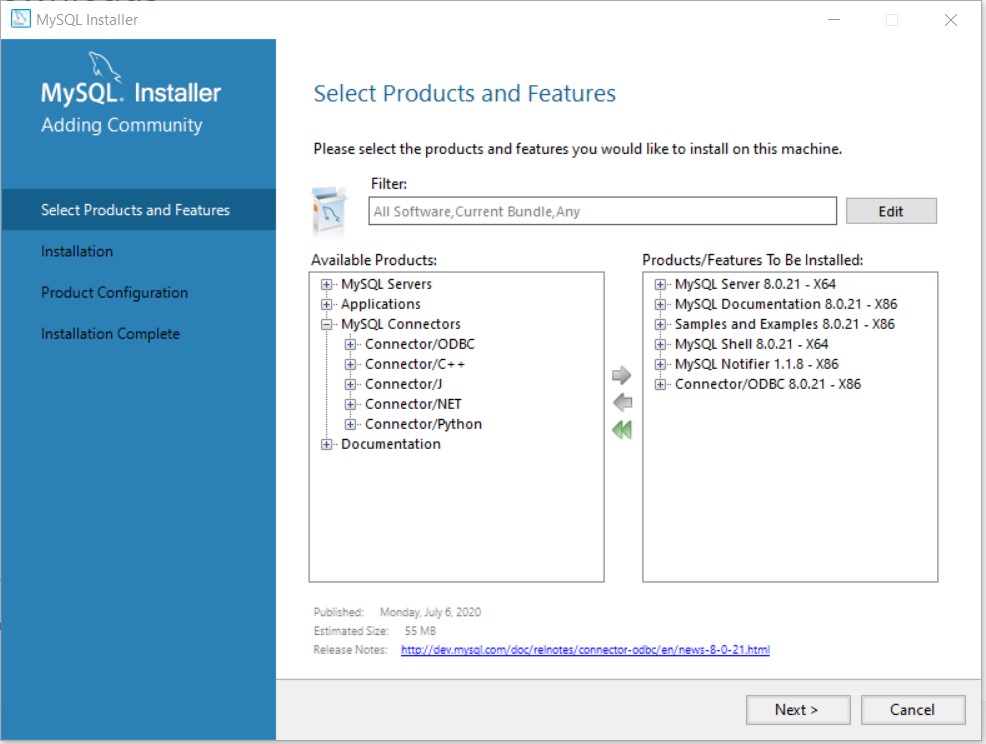 MySQL Installer
MySQL. Installer
Adding Community
Select Products and Features
Installation
Product Configuration
Installation Complete
Select Products and Features
Please select the products and features you would like to install on this machine.
Filter:
All Software,Current Bundle,Any
Edit
Available Products:
MySQL Servers
Applications
MySQL Connectors
Connector/ODBC
Connector/C++
Connector/J
Connector/NET
Connector/Python
Documentation
Products/Features To Be Installed:
MySQL Server 8.0.21 - X64
MySQL Documentation 8.0.21 - X86
Samples and Examples 8.0.21 - X86
MySQL Shell 8.0.21 - X64
MySQL Notifier 1.1.8 - X86
Connector/ODBC 8.0.21 - X86
Published: Monday, July 6, 2020
Estimated Size: 55 MB
Release Notes: http://dev.mysql.com/doc/relnotes/connector-odbc/en/news-8-0-21.html
Next >
Cancel